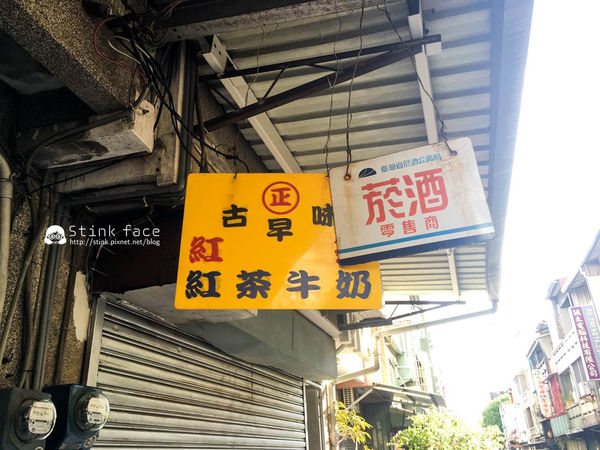 正
古早味
紅
紅茶牛奶
臺灣省菸酒公賣局
菸酒
零售商
Stink face
http://stink.pixnet.net/blog